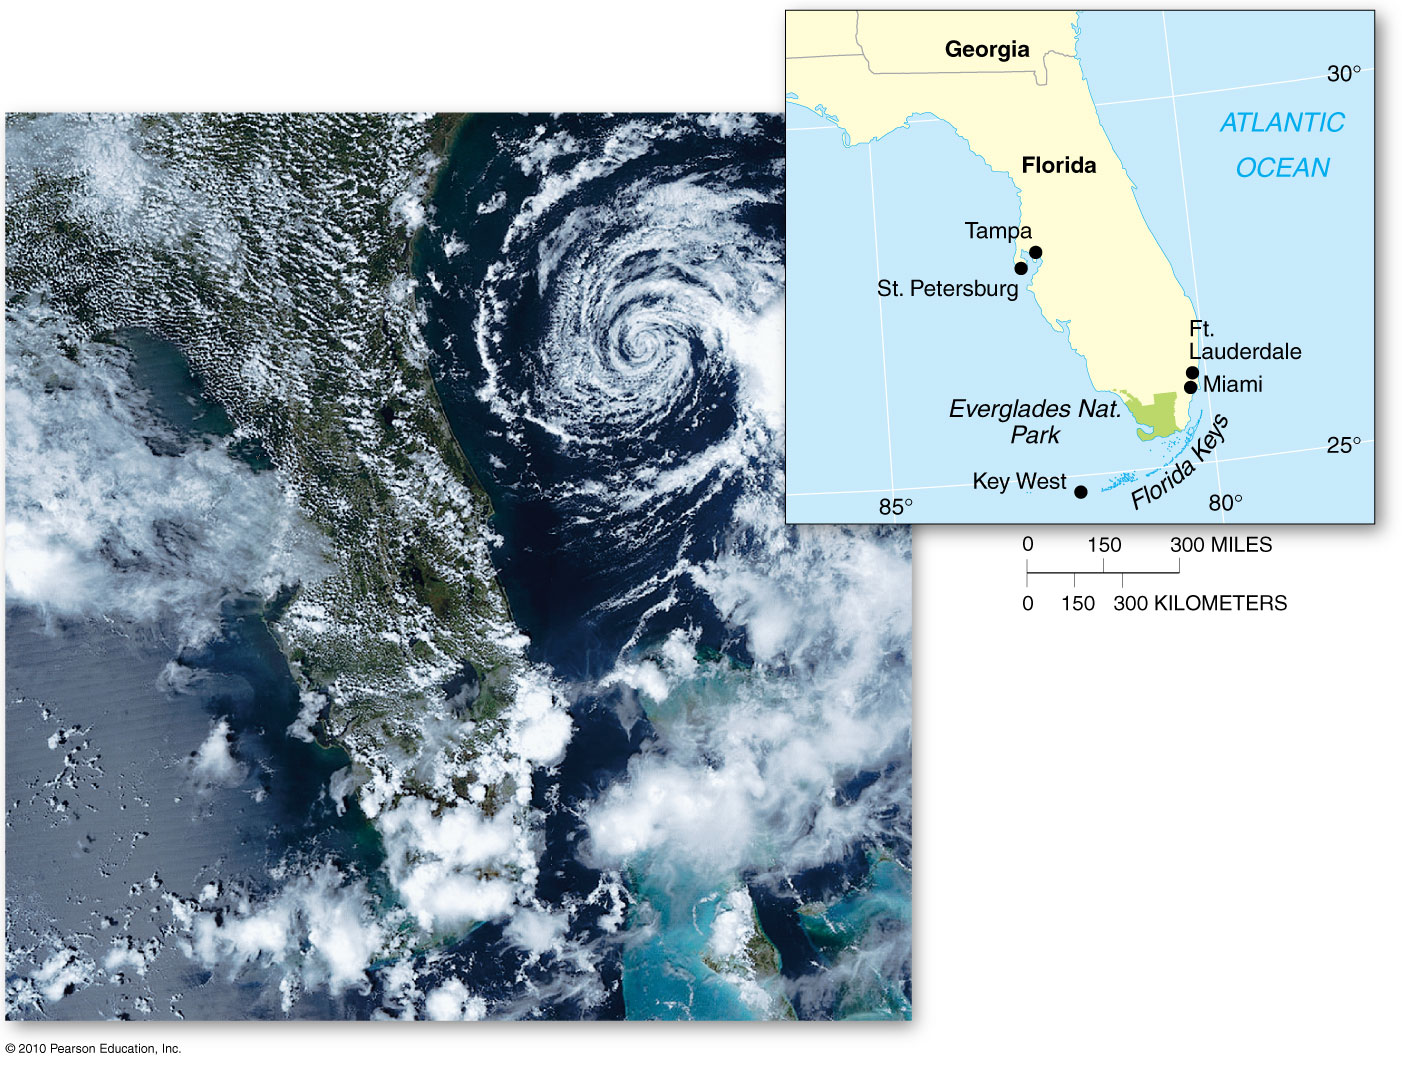 Georgia
30°
ATLANTIC
OCEAN
Florida
Tampa
St. Petersburg
Ft.
Lauderdale
Miami
Everglades Nat.
Park
Florida Keys
25°
Key West
85°
80°
0 150 300 MILES
0 150 300 KILOMETERS
© 2010 Pearson Education, Inc.